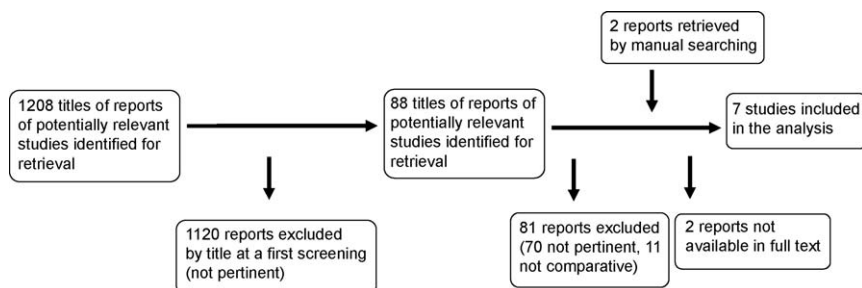 2 reports retrieved
by manual searching
1208 titles of reports
of potentially relevant
studies identified for
retrieval
88 titles of reports of
potentially relevant
studies identified for
retrieval
7 studies included
in the analysis
1120 reports excluded
by title at a first screening
(not pertinent)
81 reports excluded
(70 not pertinent, 11
not comparative)
2 reports not
available in full text